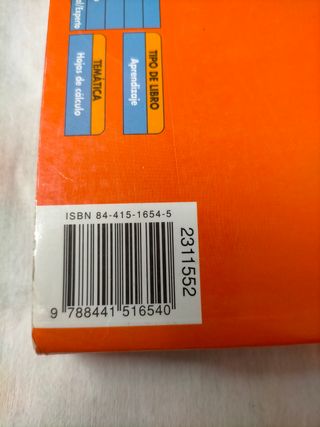 TIPO DE LIBRO
Aprendizaje
TEMÁTICA
Hojas de cálculo
ISBN 84-415-1654-5
9 788441 516540
2311552